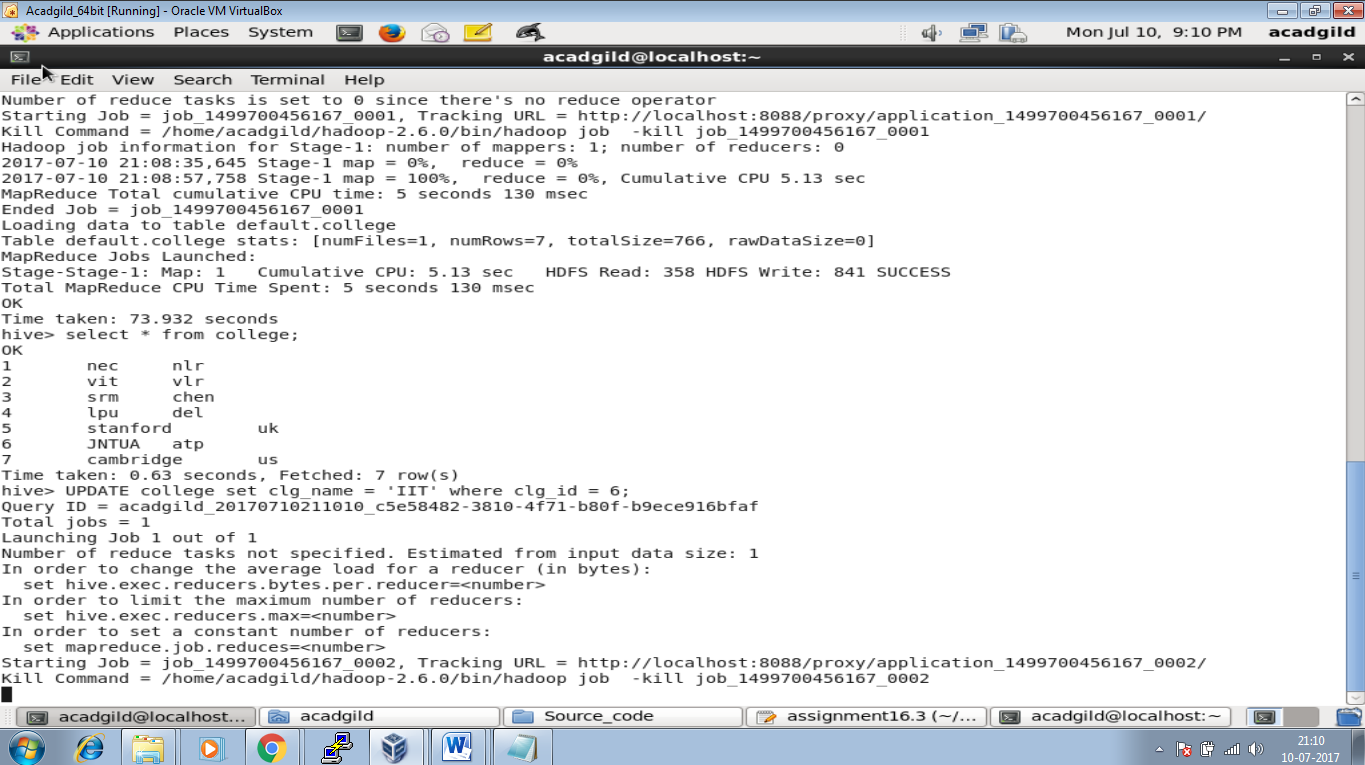 Acadgild_64bit [Running] - Oracle VM VirtualBox
Applications Places System Mon Jul 10, 9:10 PM acadgild
acadgild@localhost:~
File Edit View Search Terminal Help
Number of reduce tasks is set to 0 since there's no reduce operator
Starting Job = job_1499700456167_0001, Tracking URL = http://localhost:8088/proxy/application_1499700456167_0001/
Kill Command = /home/acadgild/hadoop-2.6.0/bin/hadoop job  -kill job_1499700456167_0001
Hadoop job information for Stage-1: number of mappers: 1; number of reducers: 0
2017-07-10 21:08:35,645 Stage-1 map = 0%,  reduce = 0%
2017-07-10 21:08:57,758 Stage-1 map = 100%,  reduce = 0%, Cumulative CPU 5.13 sec
MapReduce Total cumulative CPU time: 5 seconds 130 msec
Ended Job = job_1499700456167_0001
Loading data to table default.college
Table default.college stats: [numFiles=1, numRows=7, totalSize=766, rawDataSize=0]
MapReduce Jobs Launched:
Stage-Stage-1: Map: 1   Cumulative CPU: 5.13 sec   HDFS Read: 358 HDFS Write: 841 SUCCESS
Total MapReduce CPU Time Spent: 5 seconds 130 msec
OK
Time taken: 73.932 seconds
hive> select * from college;
OK
1       nec     nlr
2       vit     vlr
3       srm     chen
4       lpu     del
5       stanford        uk
6       JNTUA   atp
7       cambridge       us
Time taken: 0.63 seconds, Fetched: 7 row(s)
hive> UPDATE college set clg_name = 'IIT' where clg_id = 6;
Query ID = acadgild_20170710211010_c5e58482-3810-4f71-b80f-b9ece916bfaf
Total jobs = 1
Launching Job 1 out of 1
Number of reduce tasks not specified. Estimated from input data size: 1
In order to change the average load for a reducer (in bytes):
  set hive.exec.reducers.bytes.per.reducer=<number>
In order to limit the maximum number of reducers:
  set hive.exec.reducers.max=<number>
In order to set a constant number of reducers:
  set mapreduce.job.reduces=<number>
Starting Job = job_1499700456167_0002, Tracking URL = http://localhost:8088/proxy/application_1499700456167_0002/
Kill Command = /home/acadgild/hadoop-2.6.0/bin/hadoop job  -kill job_1499700456167_0002
acadgild@localhost... acadgild Source_code assignment16.3 (~/... acadgild@localhost:~
21:10
10-07-2017